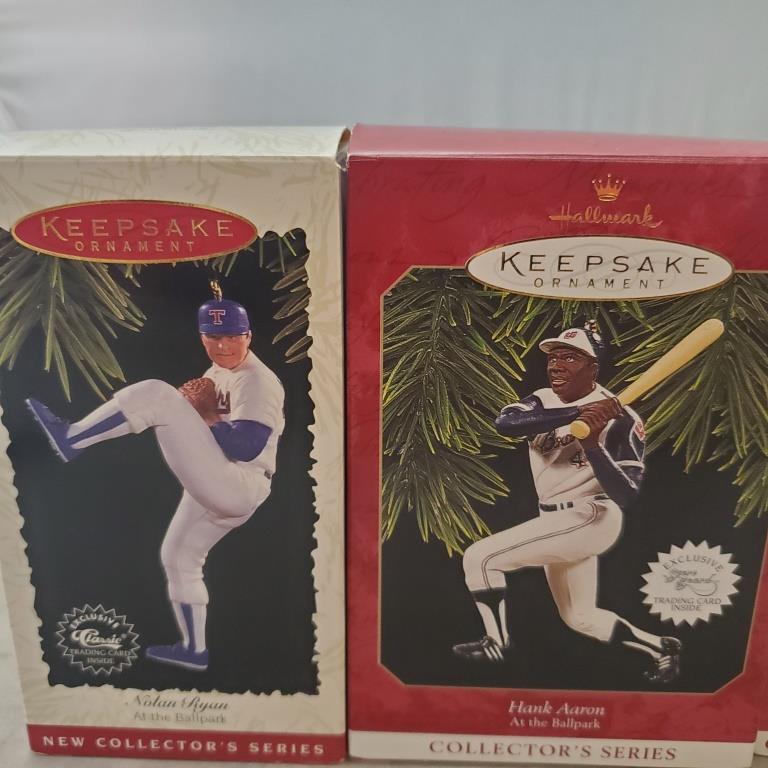 KEEPSAKE
ORNAMENT
T
EXCLUSIVE
Classic
TRADING CARD
INSIDE
Nolan Ryan
At the Ballpark
NEW COLLECTOR'S SERIES
Hallmark
KEEPSAKE
ORNAMENT
4
EXCLUSIVE
TRADING CARD
INSIDE
Hank Aaron
At the Ballpark
COLLECTOR'S SERIES